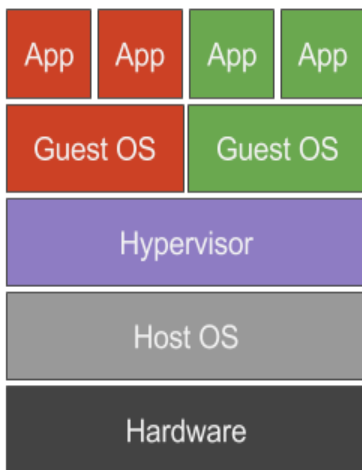 App App App App
Guest OS Guest OS
Hypervisor
Host OS
Hardware